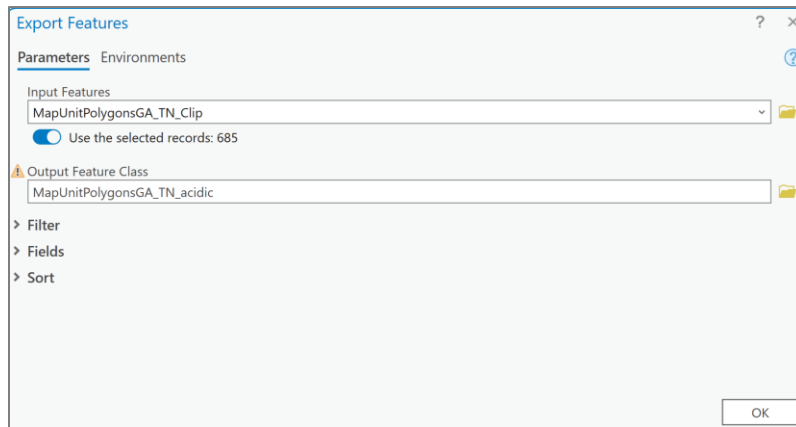 Export Features
? ×
Parameters Environments
?
Input Features
MapUnitPolygonsGA_TN_Clip
Use the selected records: 685
Output Feature Class
MapUnitPolygonsGA_TN_acidic
> Filter
> Fields
> Sort
OK